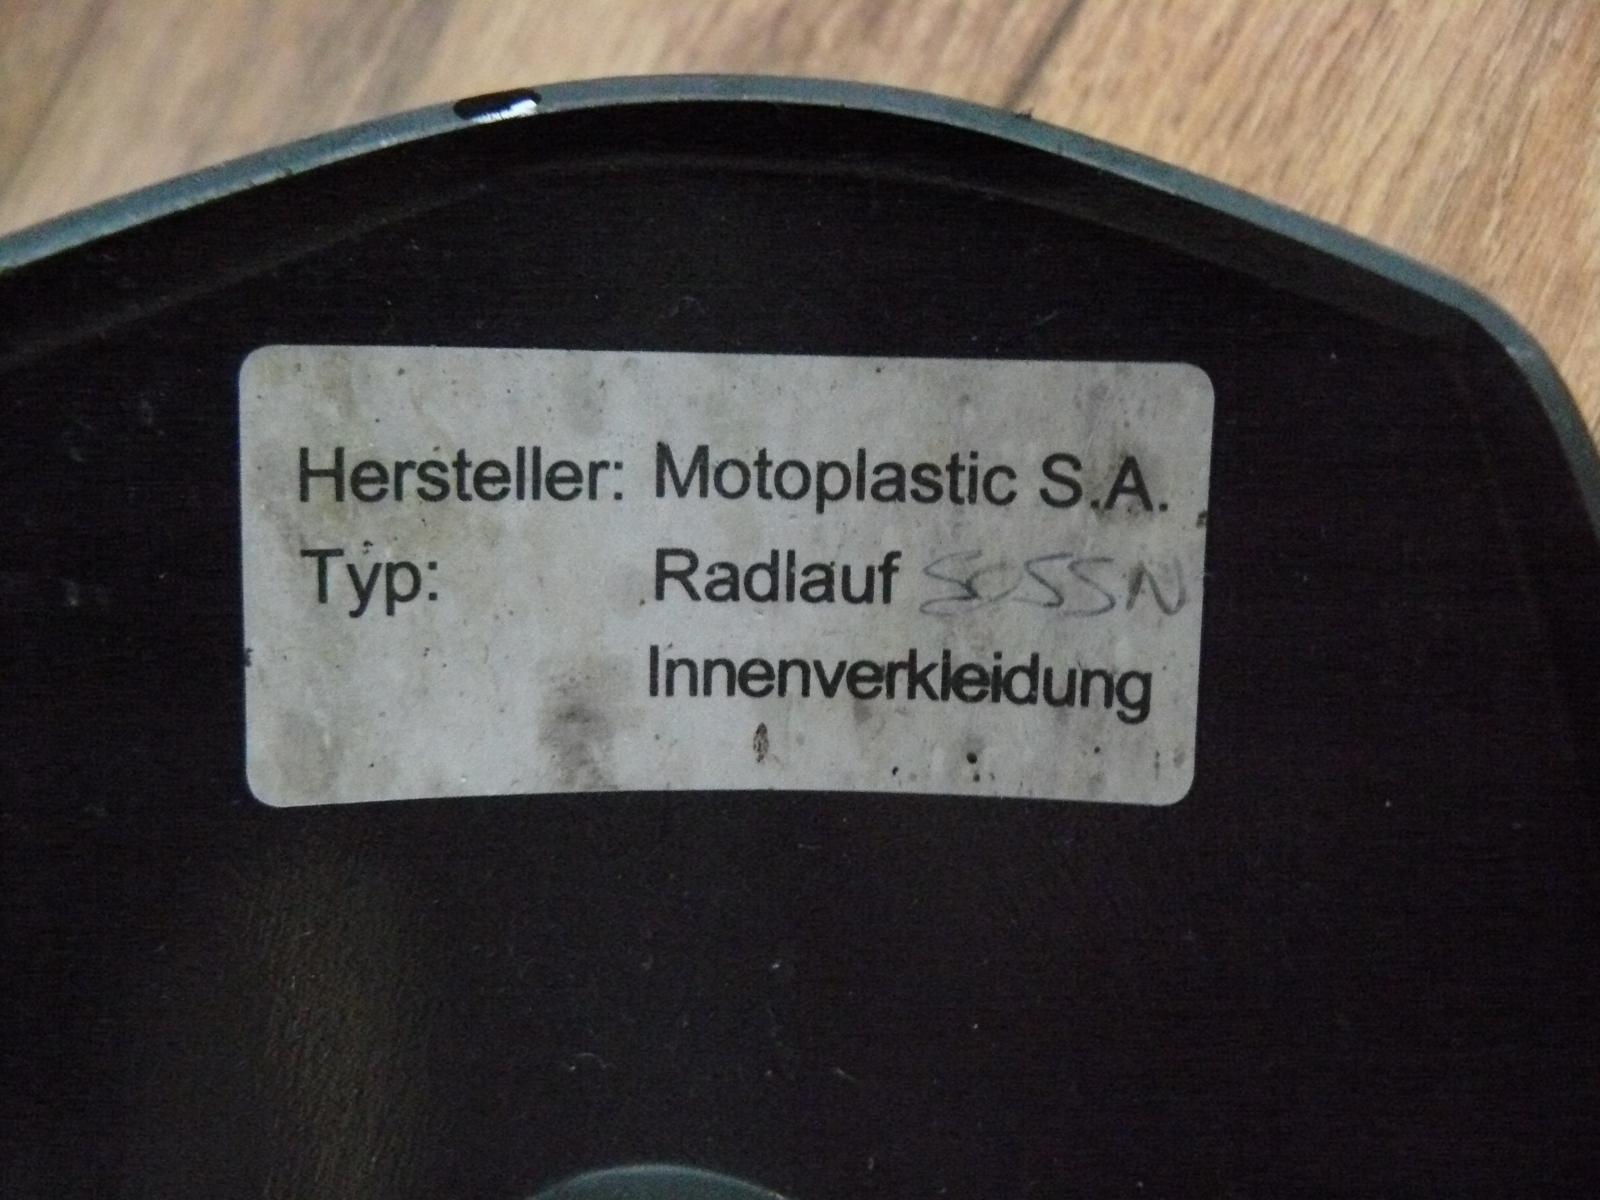 Hersteller: Motoplastic S.A.
Typ: Radlauf
Innenverkleidung